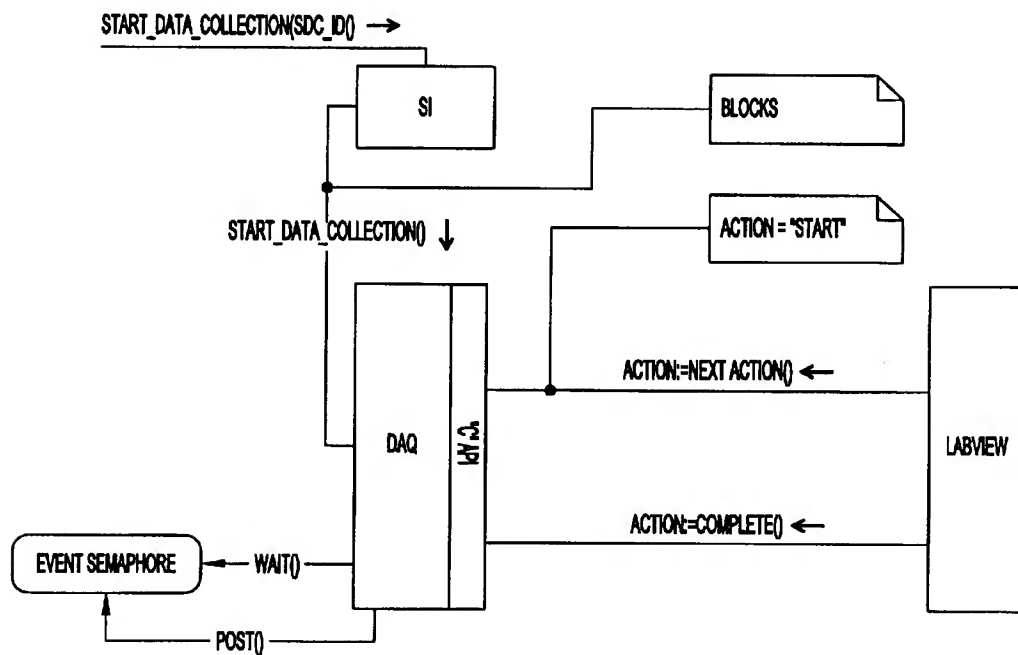 START_DATA_COLLECTION(SDC_ID()
SI
BLOCKS
START_DATA_COLLECTION()
ACTION = "START"
ACTION:=NEXT ACTION()
DAQ
"C" API
LABVIEW
ACTION:=COMPLETE()
EVENT SEMAPHORE
WAIT()
POST()